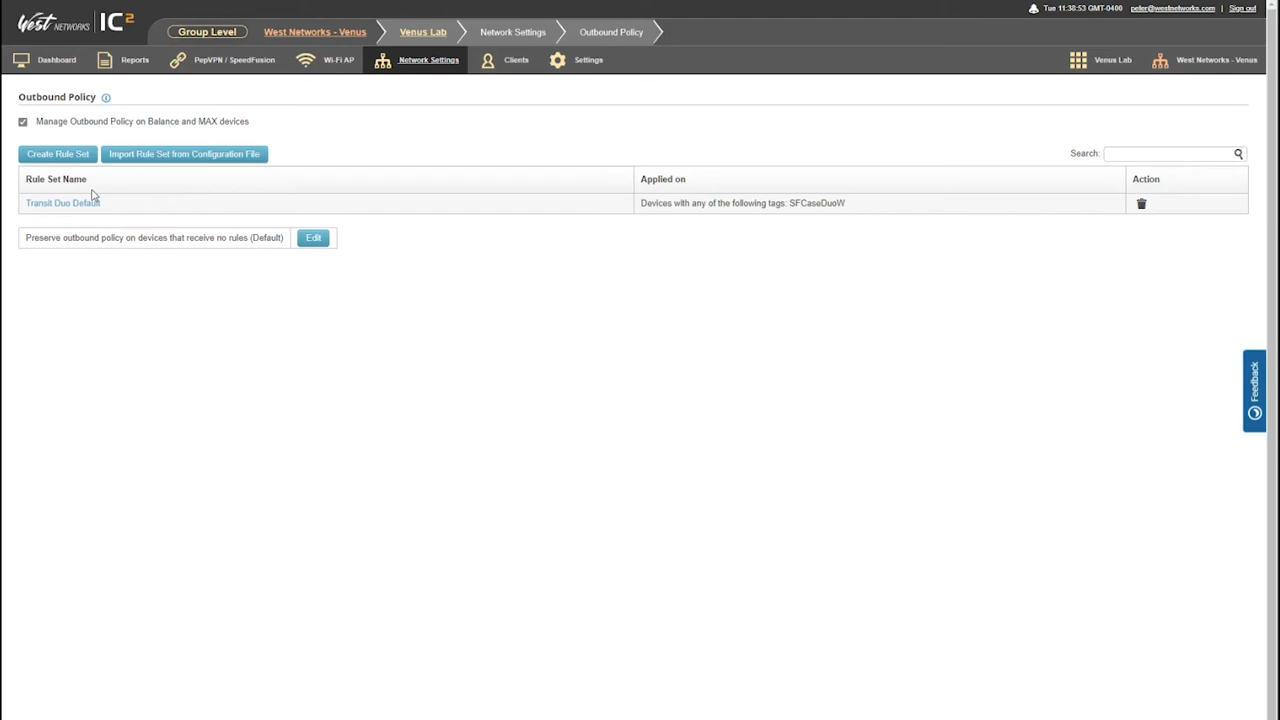 West NETWORKS IC2
Group Level West Networks - Venus Venus Lab Network Settings Outbound Policy
Tue 11:38:53 GMT-0400 peter@westnetworks.com Sign out
Dashboard Reports PepVPN / SpeedFusion Wi-Fi AP Network Settings Clients Settings Venus Lab West Networks - Venus
Outbound Policy
Manage Outbound Policy on Balance and MAX devices
Create Rule Set Import Rule Set from Configuration File Search:
Rule Set Name Applied on Action
Transit Duo Default Devices with any of the following tags: SFCaseDuoW
Preserve outbound policy on devices that receive no rules (Default) Edit
Feedback